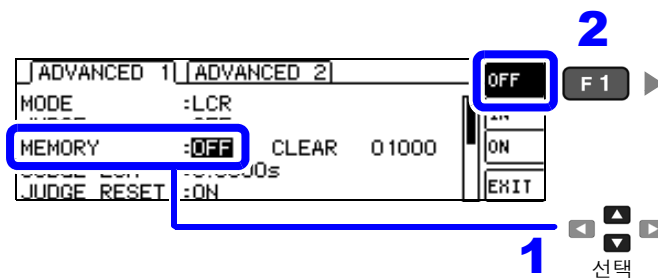 2
ADVANCED 1 ADVANCED 2
OFF
F1
MODE :LCR
MEMORY :OFF CLEAR 01000
ON
JUDGE RESET :ON
EXIT
1
선택